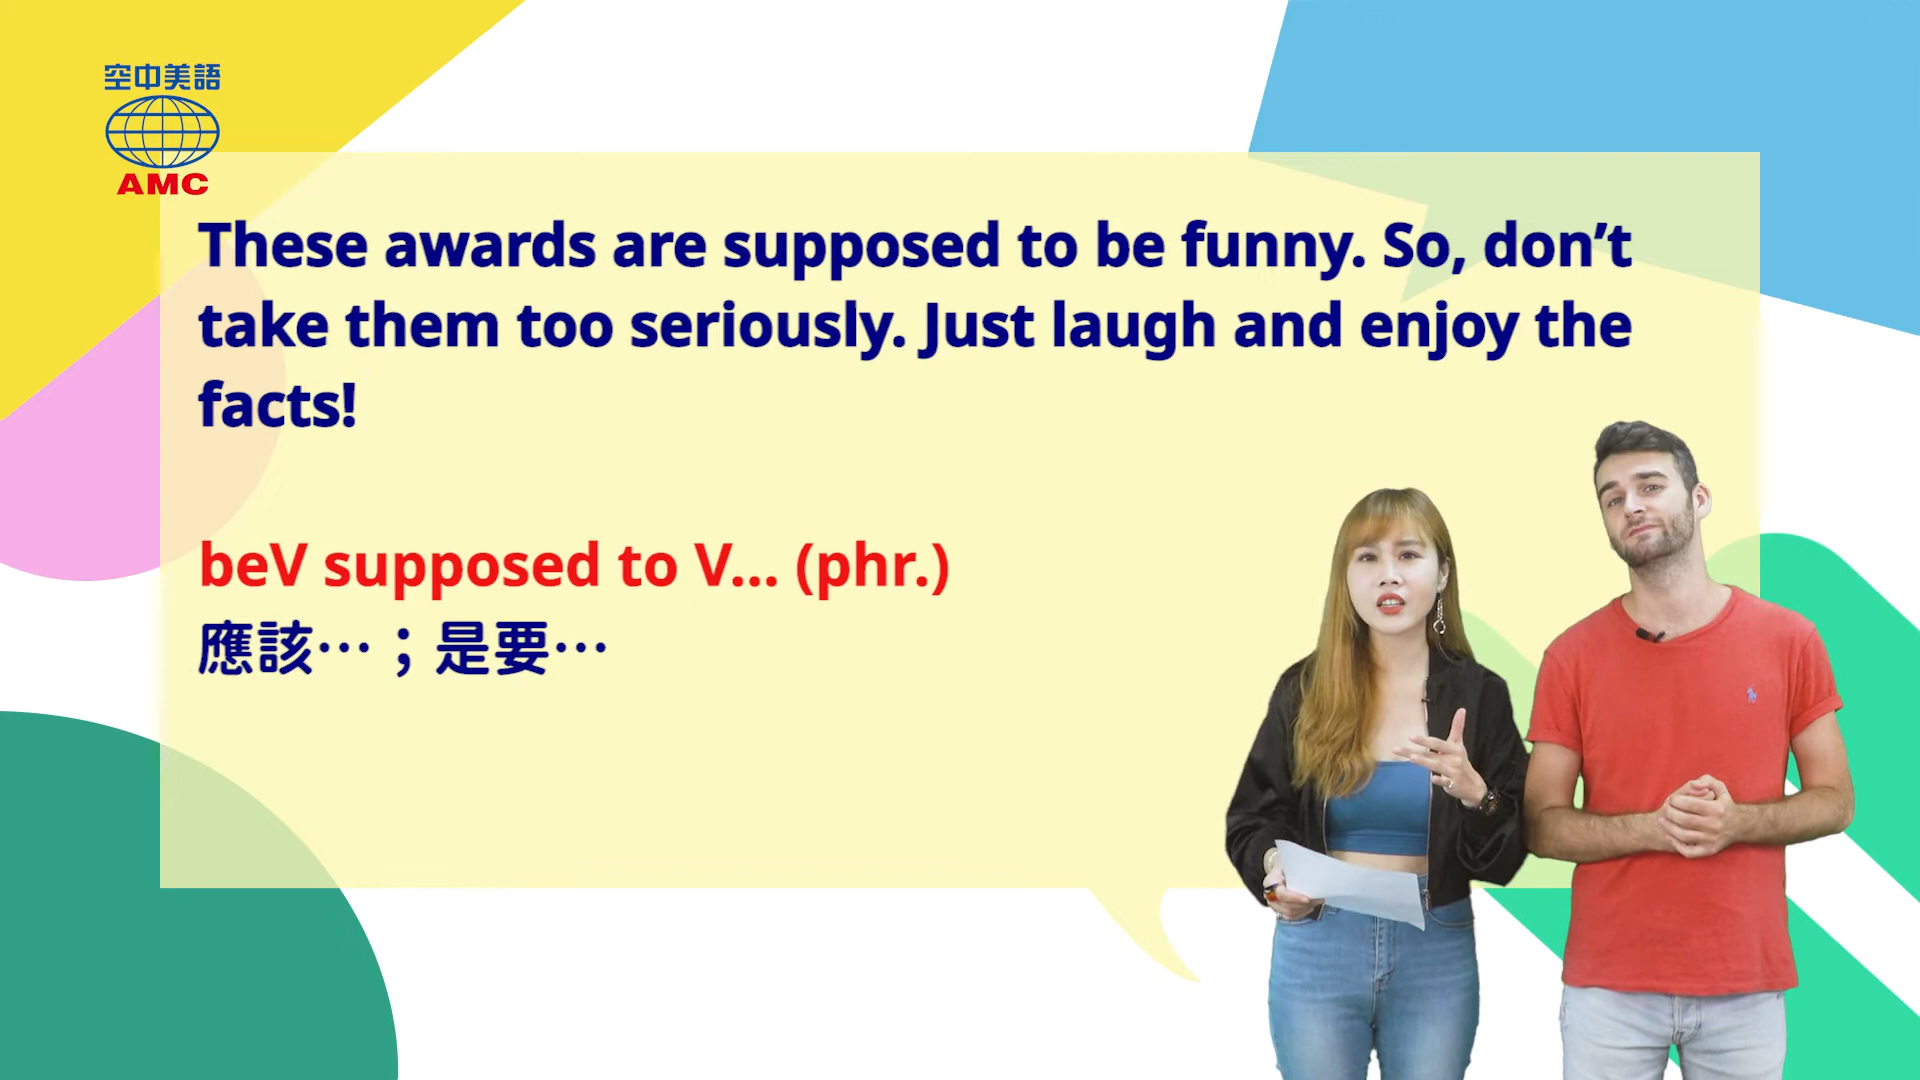 空中美語
AMC
These awards are supposed to be funny. So, don’t
take them too seriously. Just laugh and enjoy the
facts!
beV supposed to V... (phr.)
應該…；是要…